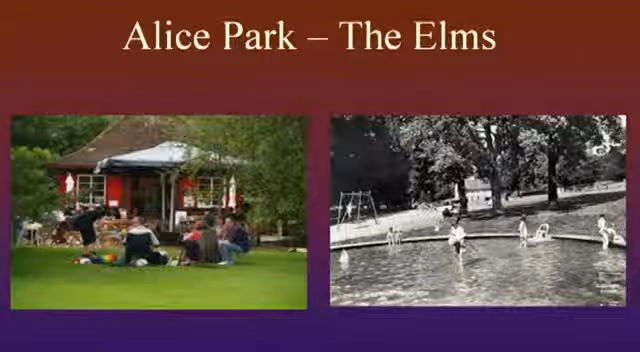 Alice Park – The Elms